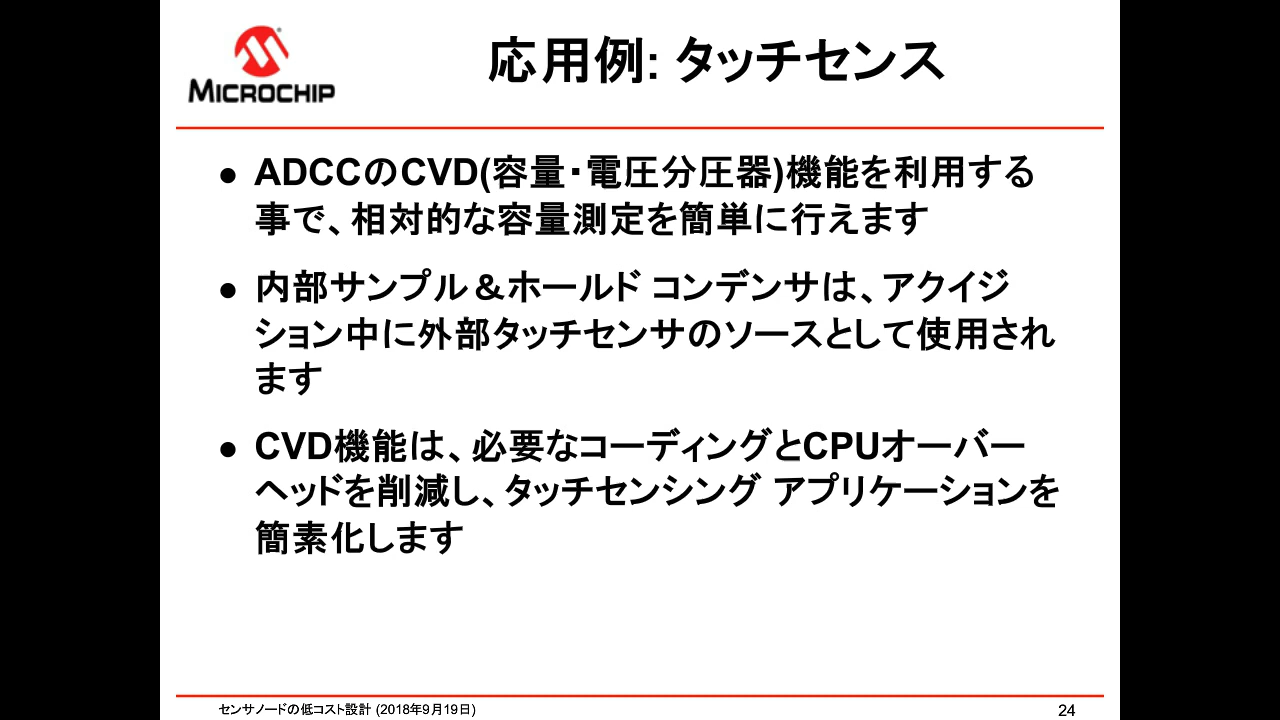 MICROCHIP
応用例: タッチセンス
● ADCCのCVD(容量・電圧分圧器)機能を利用する
事で、相対的な容量測定を簡単に行えます
● 内部サンプル＆ホールド コンデンサは、アクイジ
ション中に外部タッチセンサのソースとして使用され
ます
● CVD機能は、必要なコーディングとCPUオーバー
ヘッドを削減し、タッチセンシング アプリケーションを
簡素化します
センサノードの低コスト設計 (2018年9月19日)
24